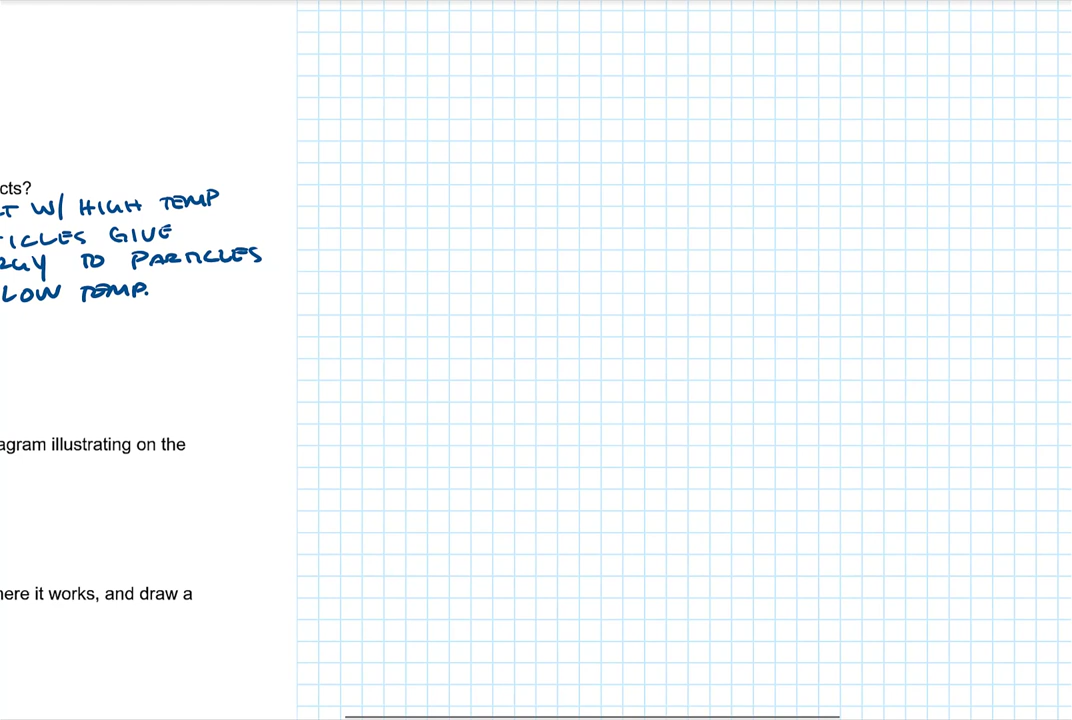 cts?
T W/ HIGH TEMP
TICLES GIVE
RGY TO PARTICLES
LOW TEMP.
agram illustrating on the
here it works, and draw a